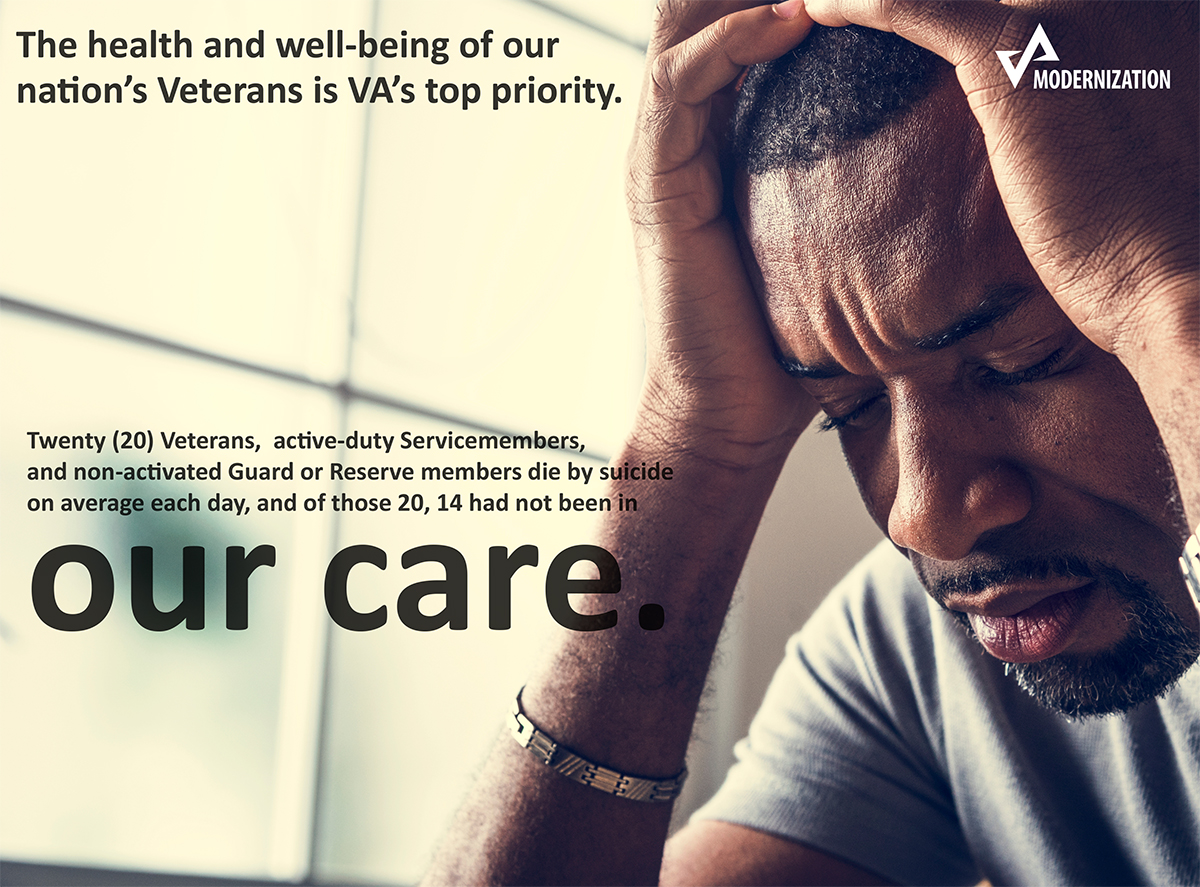 The health and well-being of our
nation’s Veterans is VA’s top priority.
VA
MODERNIZATION
Twenty (20) Veterans,  active-duty Servicemembers,
and non-activated Guard or Reserve members die by suicide
on average each day, and of those 20, 14 had not been in
our care.